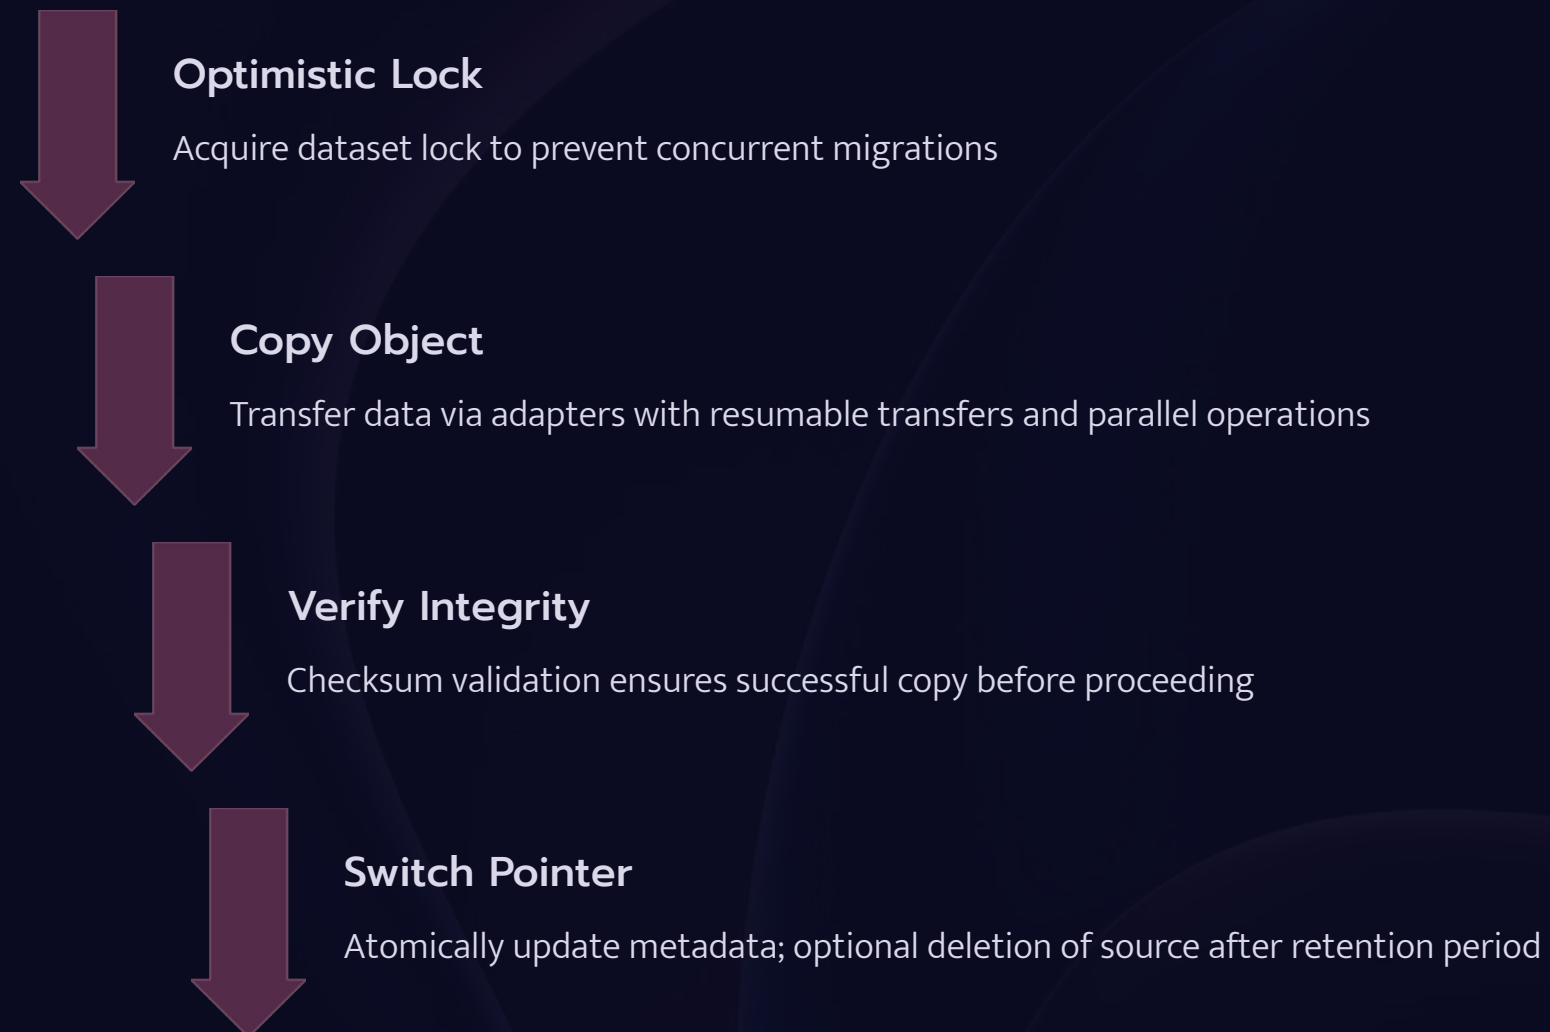 Optimistic Lock
Acquire dataset lock to prevent concurrent migrations
Copy Object
Transfer data via adapters with resumable transfers and parallel operations
Verify Integrity
Checksum validation ensures successful copy before proceeding
Switch Pointer
Atomically update metadata; optional deletion of source after retention period